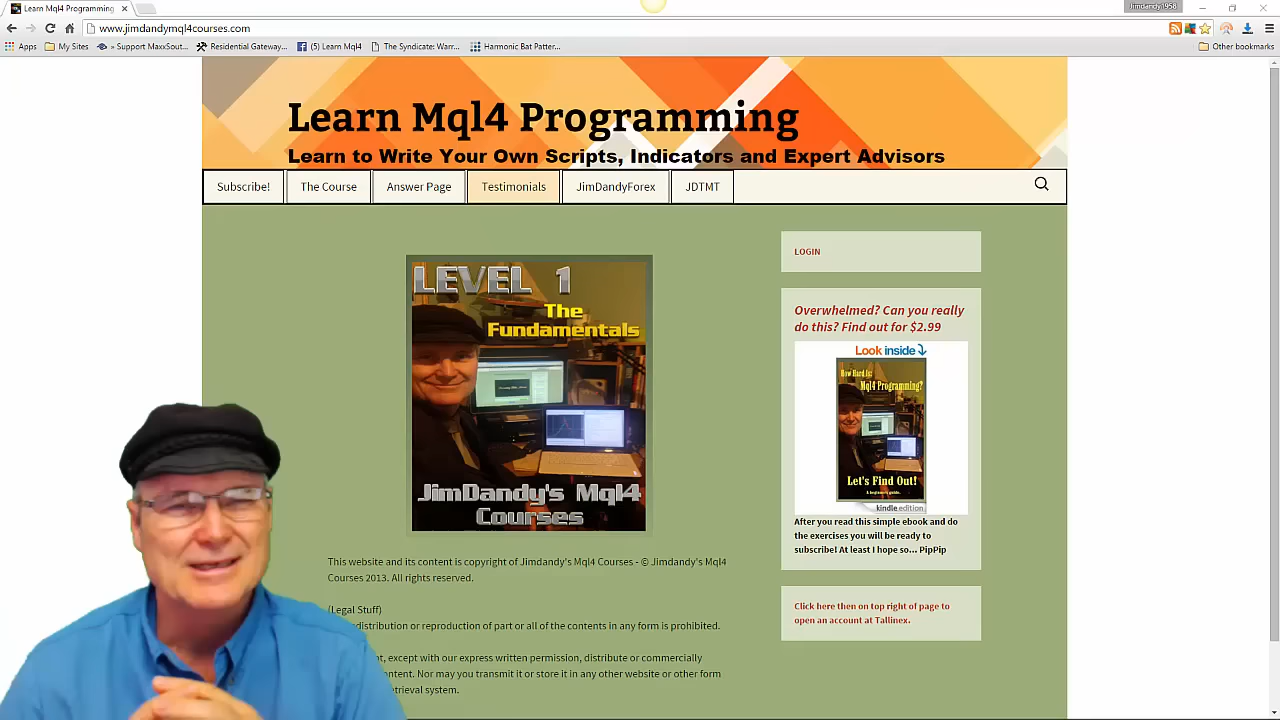 Learn Mql4 Programming
Jimdandy1958
www.jimdandymql4courses.com
Apps
My Sites
» Support MaxxSout...
Residential Gateway...
(5) Learn Mql4
The Syndicate: Warr...
Harmonic Bat Patter...
Other bookmarks
Learn Mql4 Programming
Learn to Write Your Own Scripts, Indicators and Expert Advisors
Subscribe!
The Course
Answer Page
Testimonials
JimDandyForex
JDTMT
LEVEL 1
The
Fundamentals
JimDandy's Mql4
Courses
This website and its content is copyright of Jimdandy's Mql4 Courses - © Jimdandy's Mql4
Courses 2013. All rights reserved.
(Legal Stuff)
distribution or reproduction of part or all of the contents in any form is prohibited.
t, except with our express written permission, distribute or commercially
ontent. Nor may you transmit it or store it in any other website or other form
etrieval system.
LOGIN
Overwhelmed? Can you really
do this? Find out for $2.99
Look inside
How Hard is:
Mql4 Programming?
Let's Find Out!
A beginners guide.
kindle edition
After you read this simple ebook and do
the exercises you will be ready to
subscribe! At least I hope so... PipPip
Click here then on top right of page to
open an account at Tallinex.